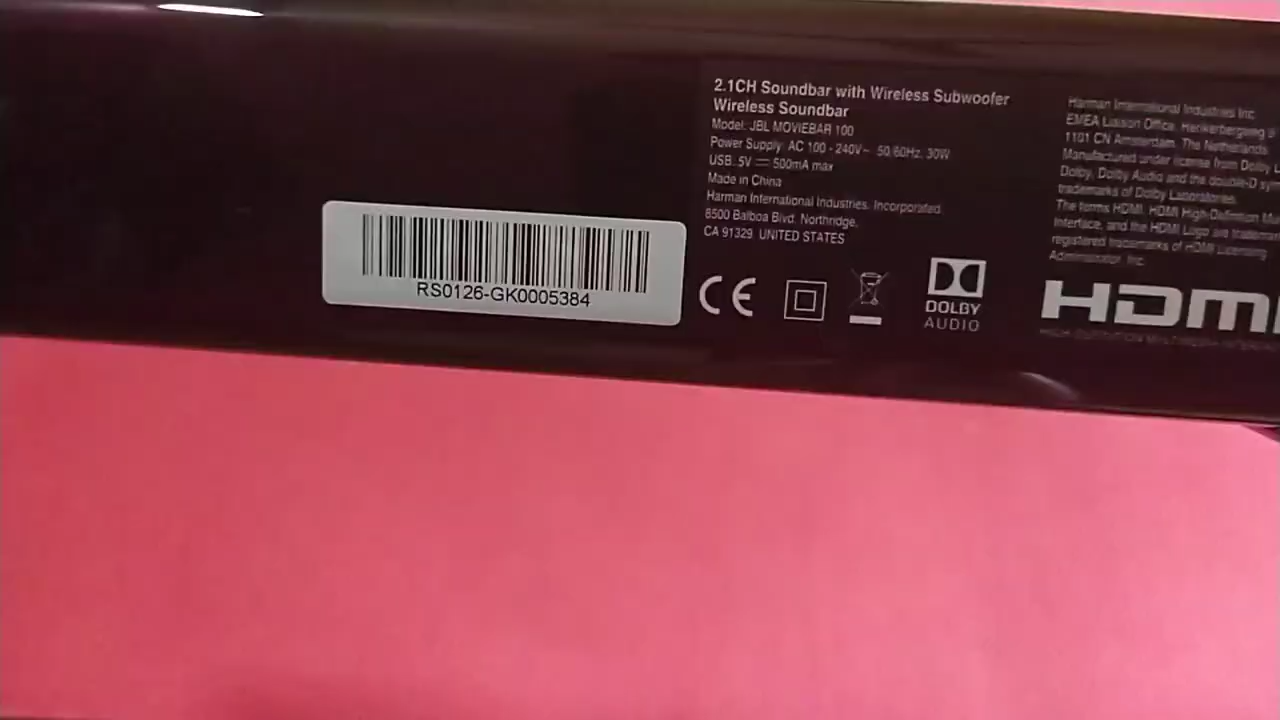 2.1CH Soundbar with Wireless Subwoofer
Wireless Soundbar
Model: JBL MOVIEBAR 100
Power Supply: AC 100 - 240V~ 50/60Hz, 30W
USB: 5V ⎓ 500mA max
Made in China
Harman International Industries, Incorporated,
8500 Balboa Blvd. Northridge,
CA 91329, UNITED STATES
RS0126-GK0005384
CE
DOLBY
AUDIO
Harman International Industries Inc
EMEA Liaison Office,
1101 CN Amsterdam, The Netherlands
Manufactured under license from Dolby L
Dolby, Dolby Audio and the double-D sy
trademarks of Dolby Laboratories.
The terms HDMI, HDMI High-Definition M
Interface, and the HDMI Logo are trademar
registered trademarks of HDMI Licensing
Administrator, Inc.
HDMI